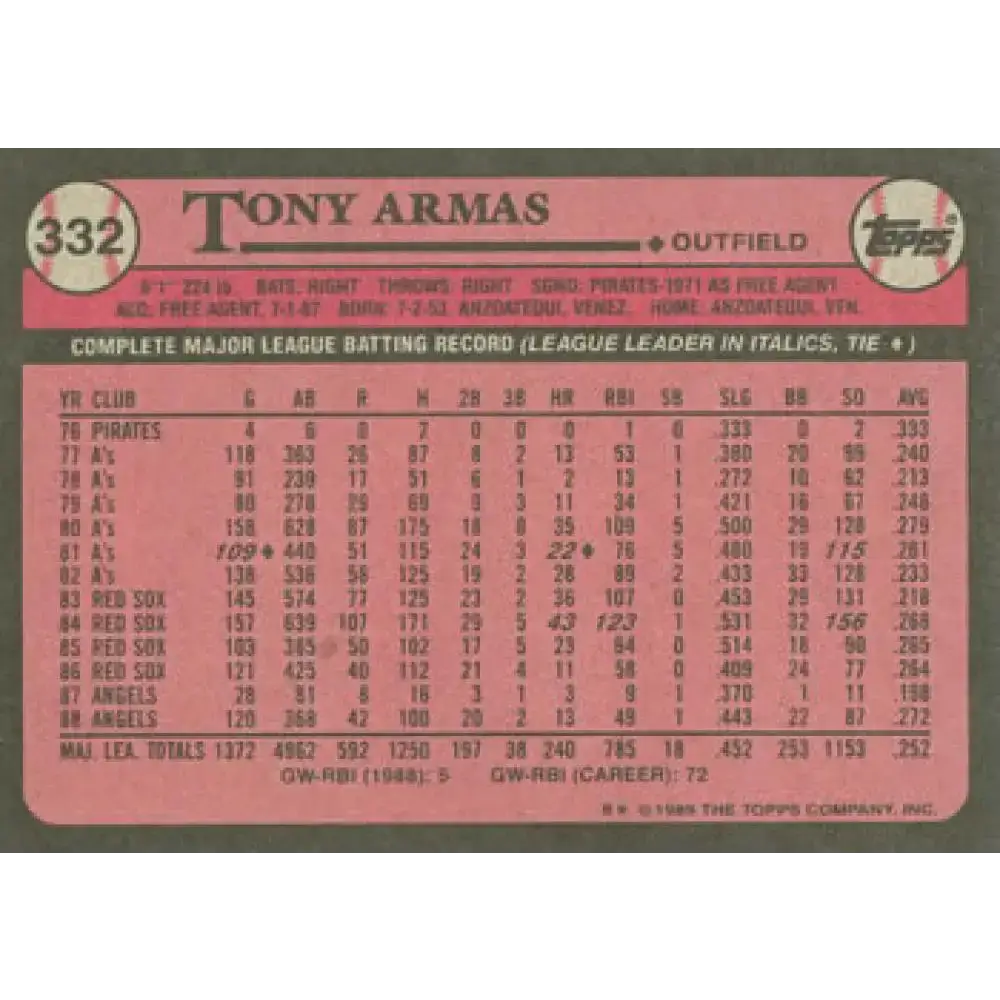 332
TONY ARMAS
OUTFIELD
Topps®
6'1" 224 lb. BATS: RIGHT THROWS: RIGHT SGND: PIRATES-1971 AS FREE AGENT
ACQ: FREE AGENT, 7-1-87 BORN: 7-2-53, ANZOATEQUI, VENEZ. HOME: ANZOATEQUI, VEN.
COMPLETE MAJOR LEAGUE BATTING RECORD (LEAGUE LEADER IN ITALICS, TIE ♦)
YR CLUB G AB R H 2B 3B HR RBI SB SLG BB SO AVG
76 PIRATES 4 6 0 2 0 0 0 1 0 .333 0 2 .333
77 A's 118 363 26 87 8 2 13 53 1 .380 20 99 .240
78 A's 91 239 17 51 6 1 2 13 1 .272 10 62 .213
79 A's 80 278 29 69 9 3 11 34 1 .421 16 67 .248
80 A's 158 628 87 175 18 8 35 109 5 .500 29 128 .279
81 A's 109♦ 440 51 115 24 3 22♦ 76 5 .480 19 115 .261
82 A's 138 536 58 125 19 2 28 89 2 .433 33 128 .233
83 RED SOX 145 574 77 125 23 2 36 107 0 .453 29 131 .218
84 RED SOX 157 639 107 171 29 5 43 123 1 .531 32 156 .268
85 RED SOX 103 385 50 102 17 5 23 64 0 .514 18 90 .265
86 RED SOX 121 425 40 112 21 4 11 58 0 .409 24 77 .264
87 ANGELS 28 81 8 16 3 1 3 9 1 .370 1 11 .198
88 ANGELS 120 368 42 100 20 2 13 49 1 .443 22 87 .272
MAJ. LEA. TOTALS 1372 4962 592 1250 197 38 240 785 18 .452 253 1153 .252
GW-RBI (1988): 5 GW-RBI (CAREER): 72
B* © 1989 THE TOPPS COMPANY, INC.